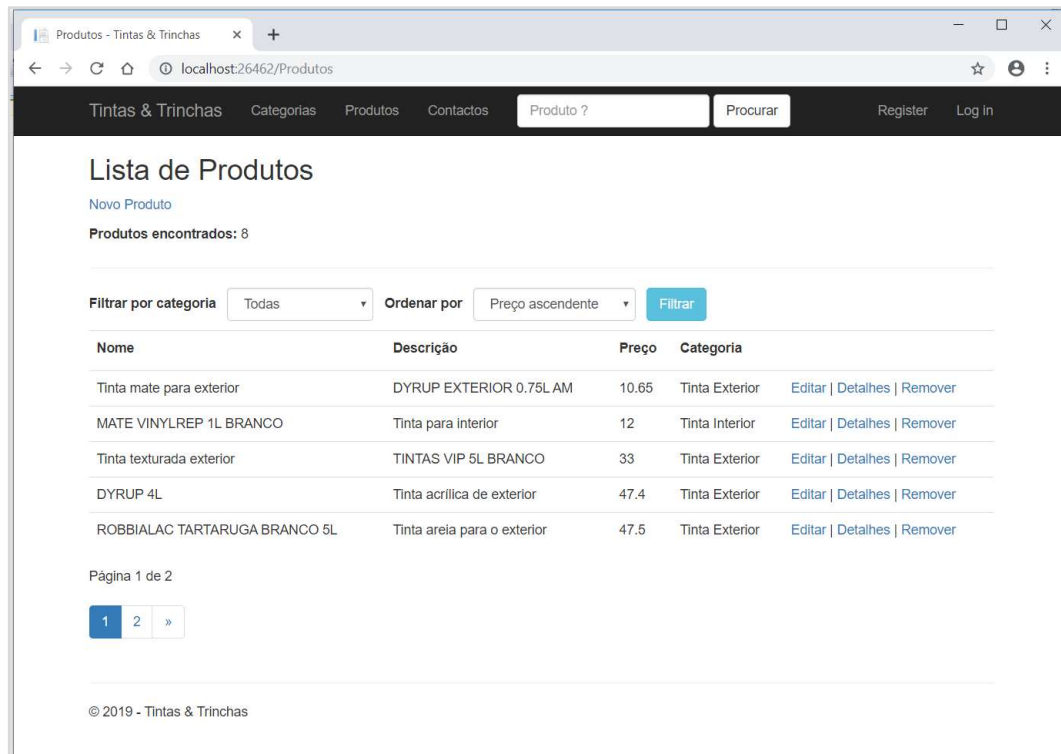 Produtos - Tintas & Trinchas
localhost:26462/Produtos
Tintas & Trinchas Categorias Produtos Contactos Produto ? Procurar Register Log in
Lista de Produtos
Novo Produto
Produtos encontrados: 8
Filtrar por categoria Todas Ordenar por Preço ascendente Filtrar
Nome Descrição Preço Categoria
Tinta mate para exterior DYRUP EXTERIOR 0.75L AM 10.65 Tinta Exterior Editar | Detalhes | Remover
MATE VINYLREP 1L BRANCO Tinta para interior 12 Tinta Interior Editar | Detalhes | Remover
Tinta texturada exterior TINTAS VIP 5L BRANCO 33 Tinta Exterior Editar | Detalhes | Remover
DYRUP 4L Tinta acrílica de exterior 47.4 Tinta Exterior Editar | Detalhes | Remover
ROBBIALAC TARTARUGA BRANCO 5L Tinta areia para o exterior 47.5 Tinta Exterior Editar | Detalhes | Remover
Página 1 de 2
1 2 »
© 2019 - Tintas & Trinchas